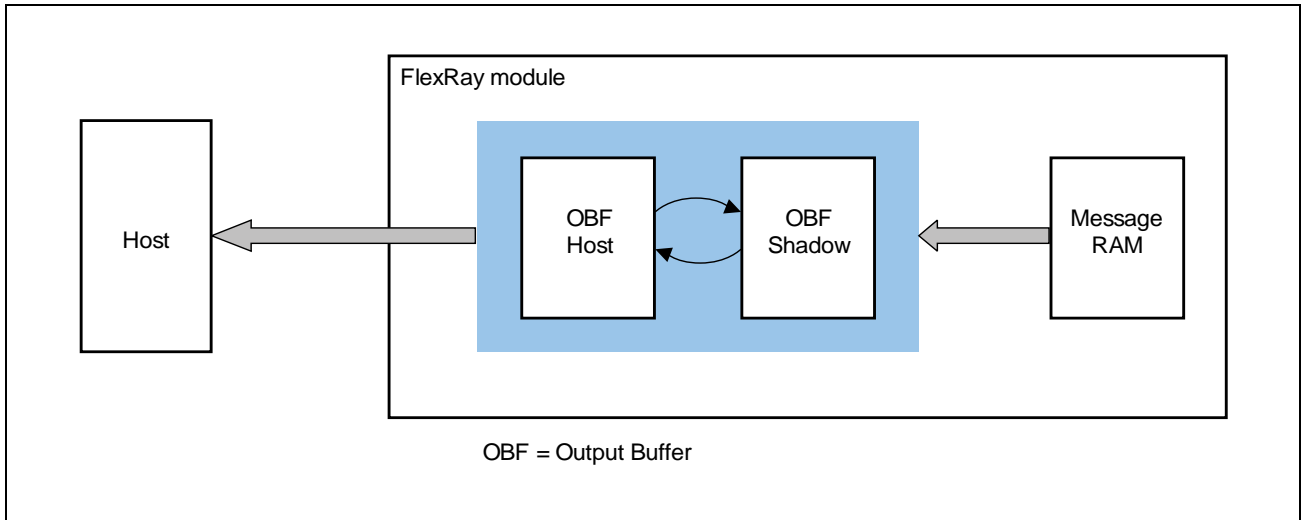 FlexRay module
Host
OBF
Host
OBF
Shadow
Message
RAM
OBF = Output Buffer